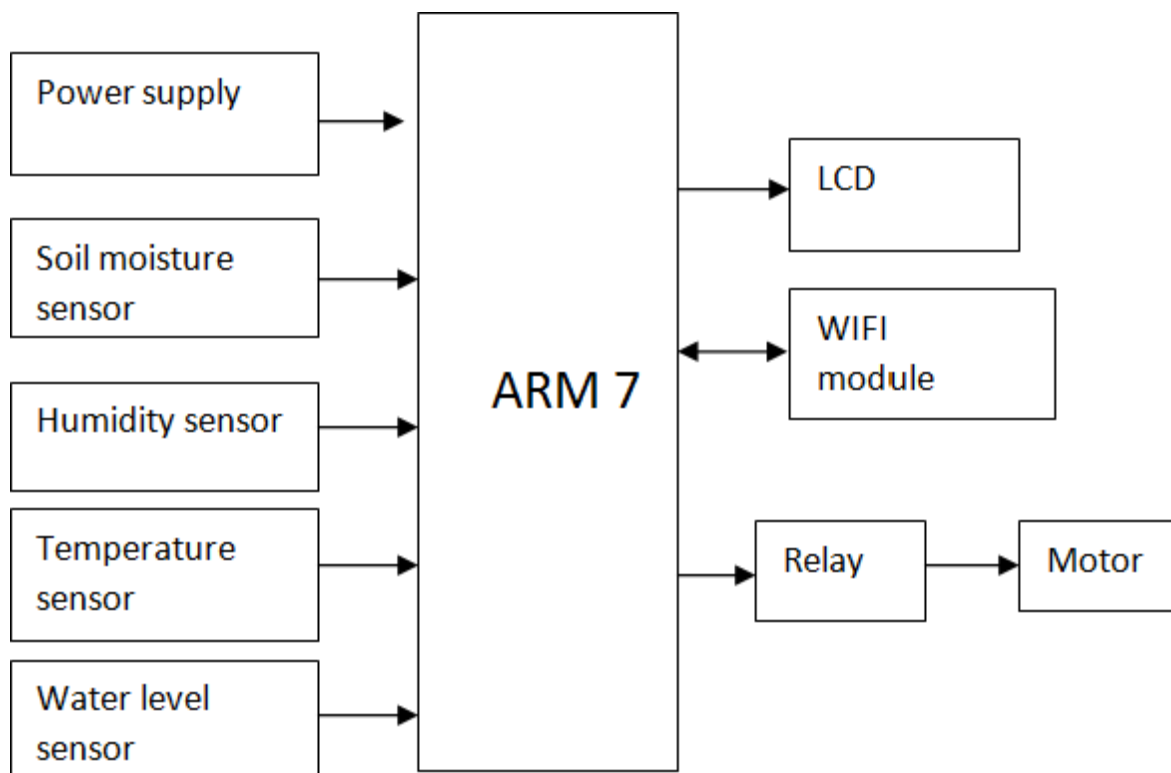 Power supply
Soil moisture
sensor
Humidity sensor
Temperature
sensor
Water level
sensor
ARM 7
LCD
WIFI
module
Relay
Motor